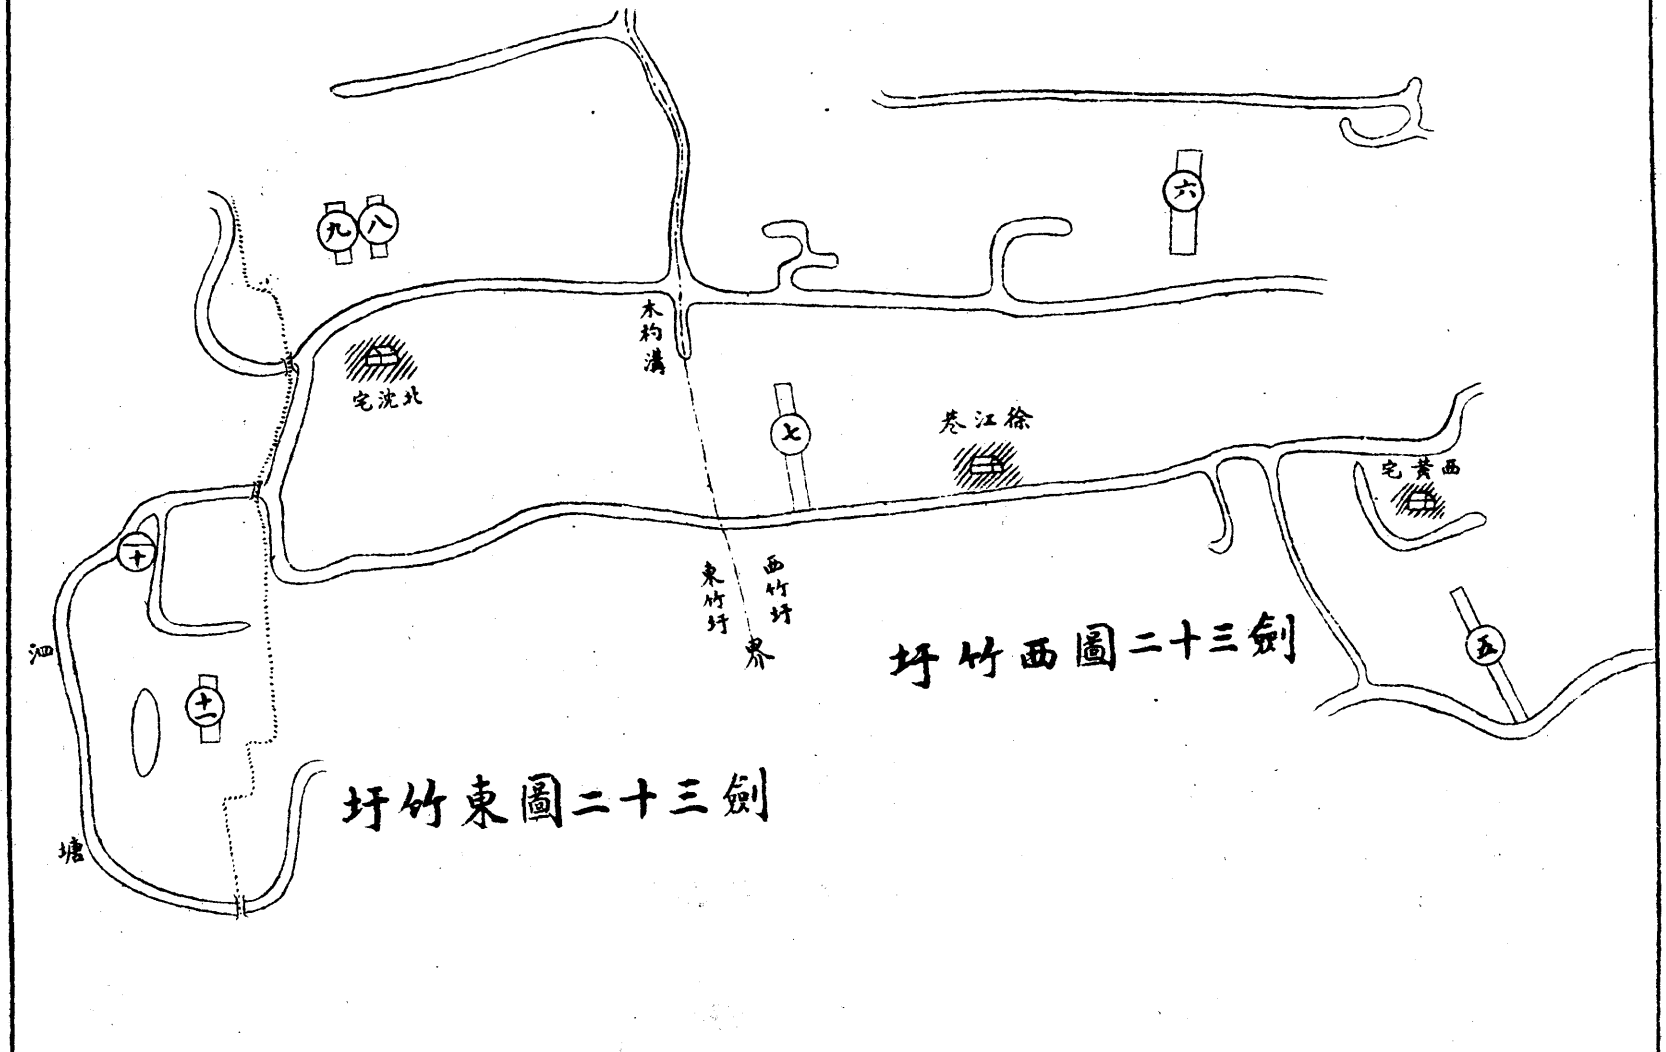 六
八
九
木杓溝
北沈宅
七
徐江巷
西黃宅
十
西竹圩
東竹圩
界
五
劍三十二圖西竹圩
泗塘
十一
劍三十二圖東竹圩